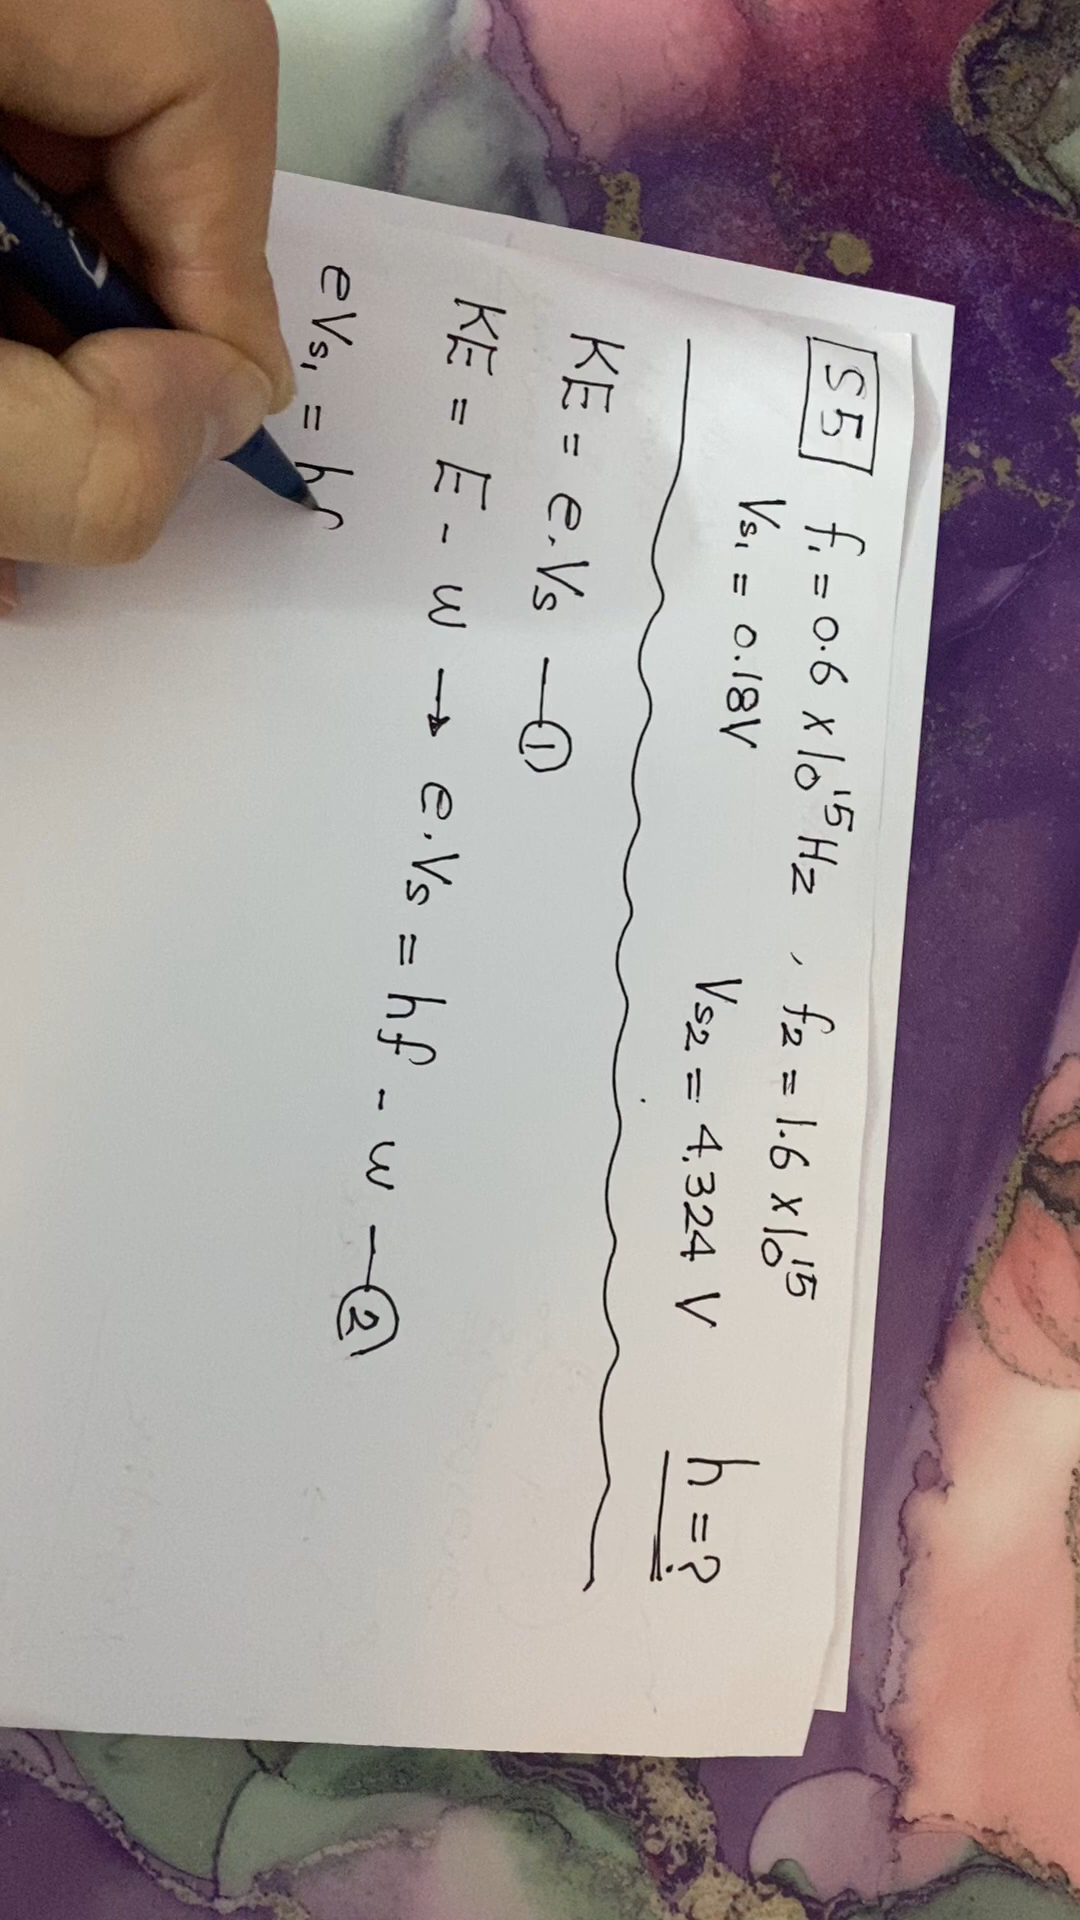 S5 f₁ = 0.6 x 10¹⁵ Hz , f₂ = 1.6 x 10¹⁵
Vs₁ = 0.18V Vs2 = 4.324 V h = ?
KE = e.Vs — ①
KE = E - w → e.Vs = hf - w — ②
eVs₁ = hf